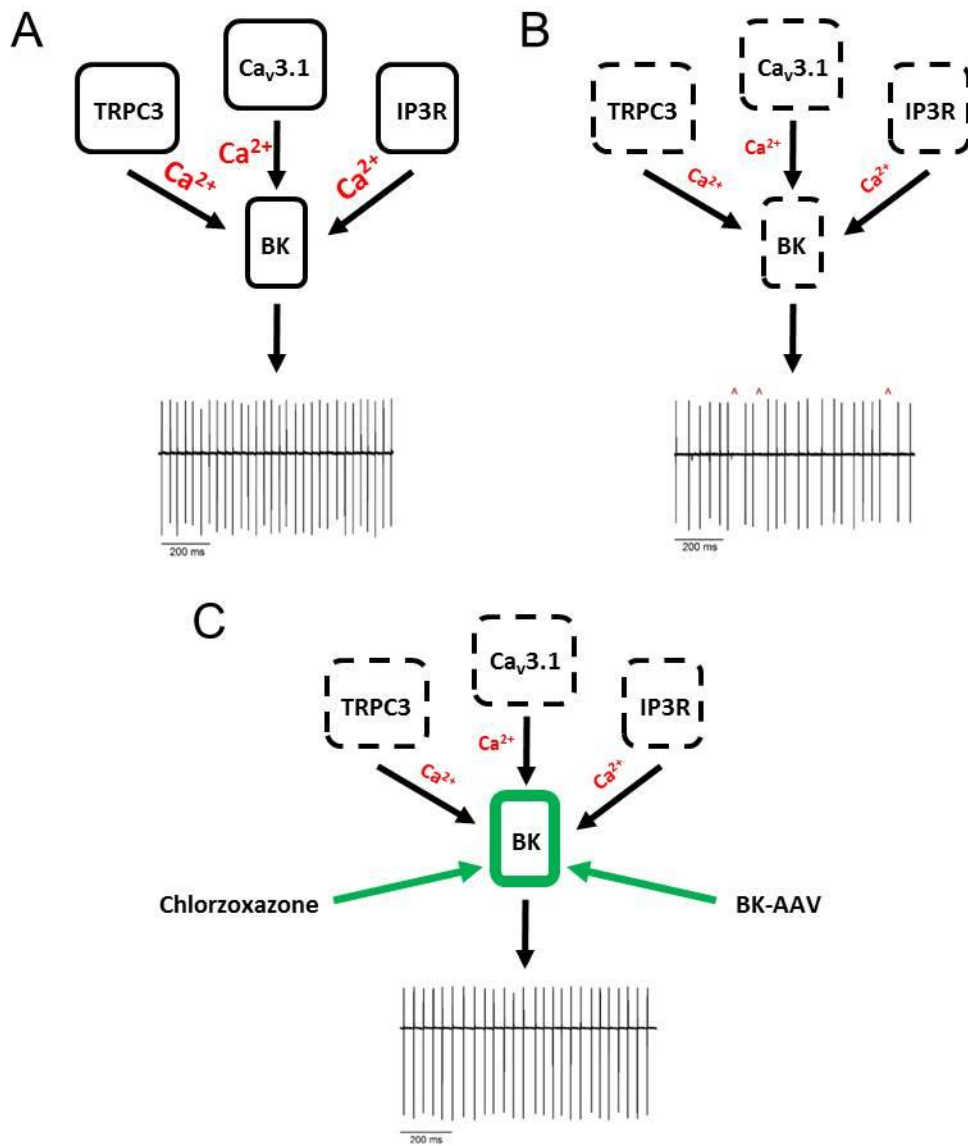 A
Caᵥ3.1
TRPC3
IP3R
Ca²⁺
Ca²⁺
Ca²⁺
BK
200 ms
B
Caᵥ3.1
TRPC3
IP3R
Ca²⁺
Ca²⁺
Ca²⁺
BK
^ ^ ^
200 ms
C
Caᵥ3.1
TRPC3
IP3R
Ca²⁺
Ca²⁺
Ca²⁺
BK
Chlorzoxazone
BK-AAV
200 ms